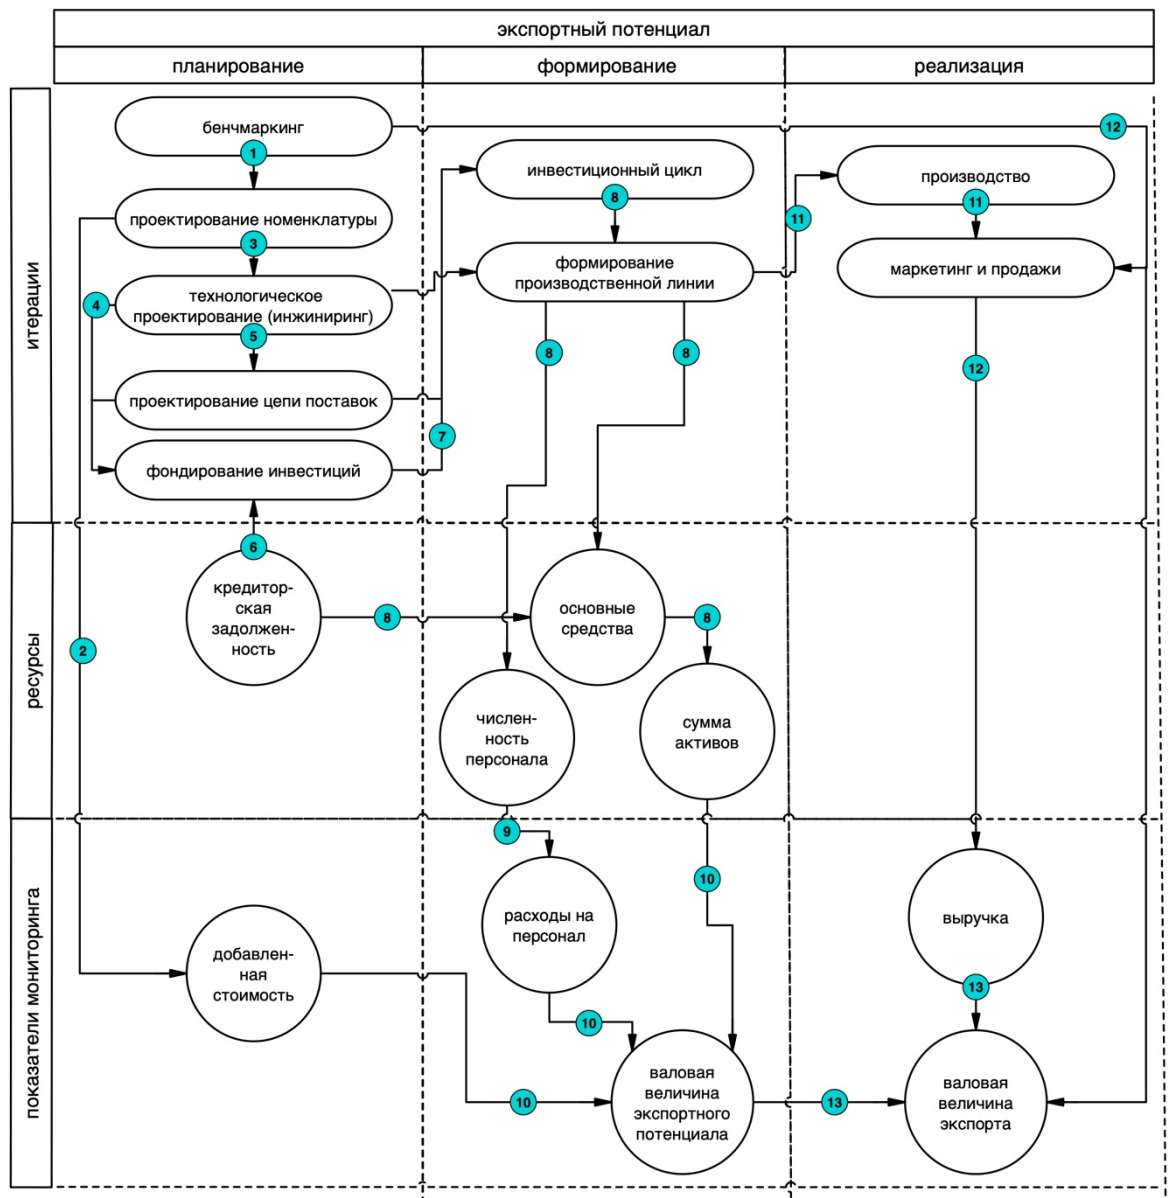 экспортный потенциал
планирование
формирование
реализация
итерации
бенчмаркинг
1
12
инвестиционный цикл
8
производство
11
проектирование номенклатуры
3
11
формирование
производственной линии
маркетинг и продажи
4
технологическое
проектирование (инжиниринг)
5
8
8
12
проектирование цепи поставок
7
фондирование инвестиций
ресурсы
6
кредитор-
ская
задолжен-
ность
8
основные
средства
8
2
числен-
ность
персонала
сумма
активов
показатели мониторинга
9
10
расходы на
персонал
выручка
добавлен-
ная
стоимость
13
10
10
валовая
величина
экспортного
потенциала
13
валовая
величина
экспорта